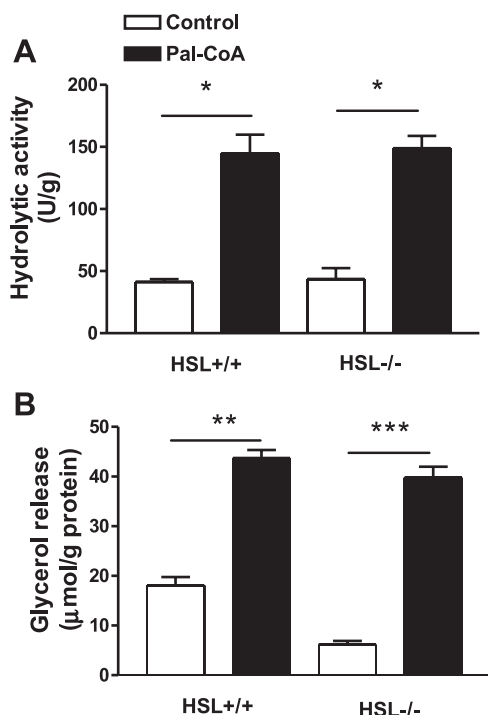 Control
Pal-CoA
A
Hydrolytic activity
(U/g)
200
150
100
50
0
*
*
HSL+/+
HSL-/-
B
Glycerol release
(μmol/g protein)
50
40
30
20
10
0
**
***
HSL+/+
HSL-/-